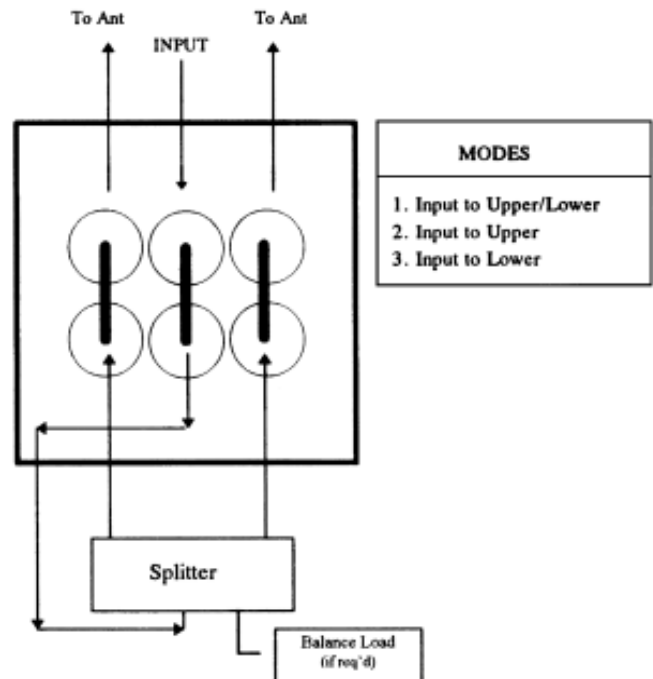 To Ant
INPUT
To Ant
MODES
1. Input to Upper/Lower
2. Input to Upper
3. Input to Lower
Splitter
Balance Load
(if req'd)